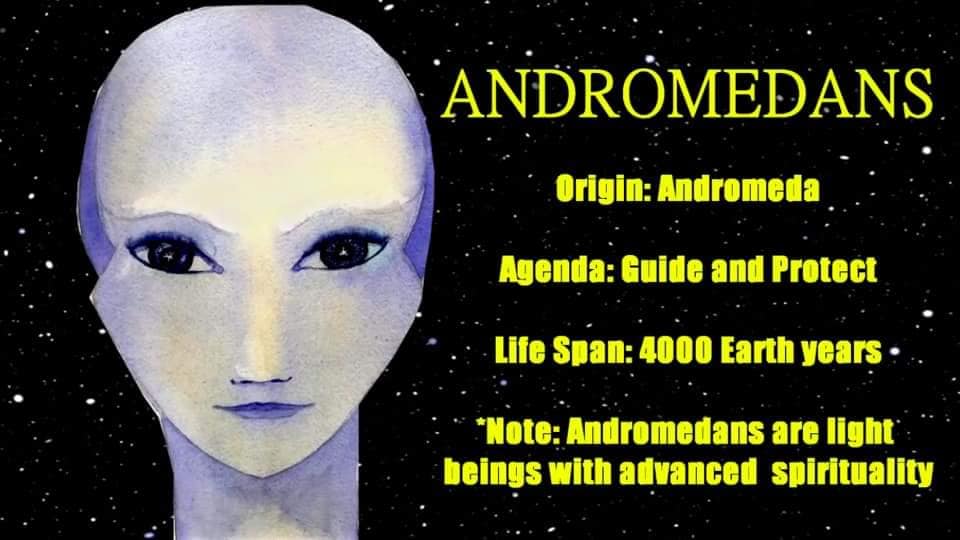 ANDROMEDANS
Origin: Andromeda
Agenda: Guide and Protect
Life Span: 4000 Earth years
*Note: Andromedans are light
beings with advanced  spirituality